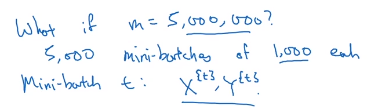 What if m = 5,000,000?
5,000 mini-batches of 1,000 each
Mini-batch t: X^{t}, Y^{t}.